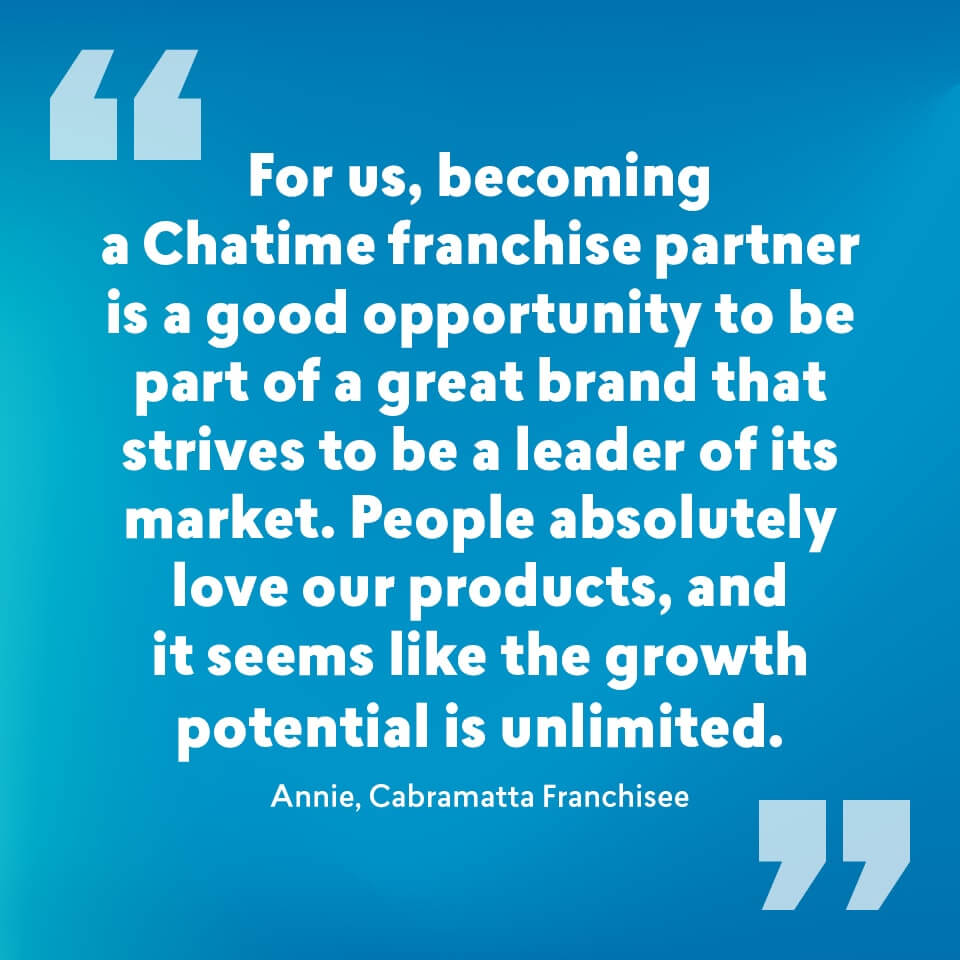 “
For us, becoming
a Chatime franchise partner
is a good opportunity to be
part of a great brand that
strives to be a leader of its
market. People absolutely
love our products, and
it seems like the growth
potential is unlimited.
Annie, Cabramatta Franchisee
”